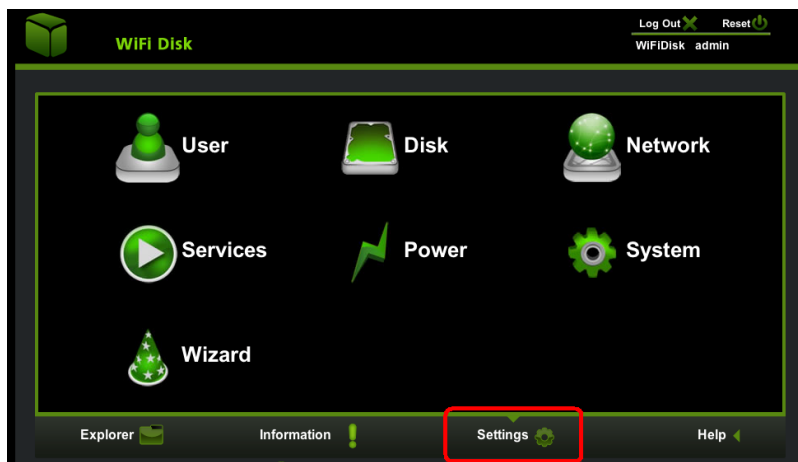 Log Out Reset
WiFi Disk
WiFiDisk admin
User Disk Network
Services Power System
Wizard
Explorer Information Settings Help